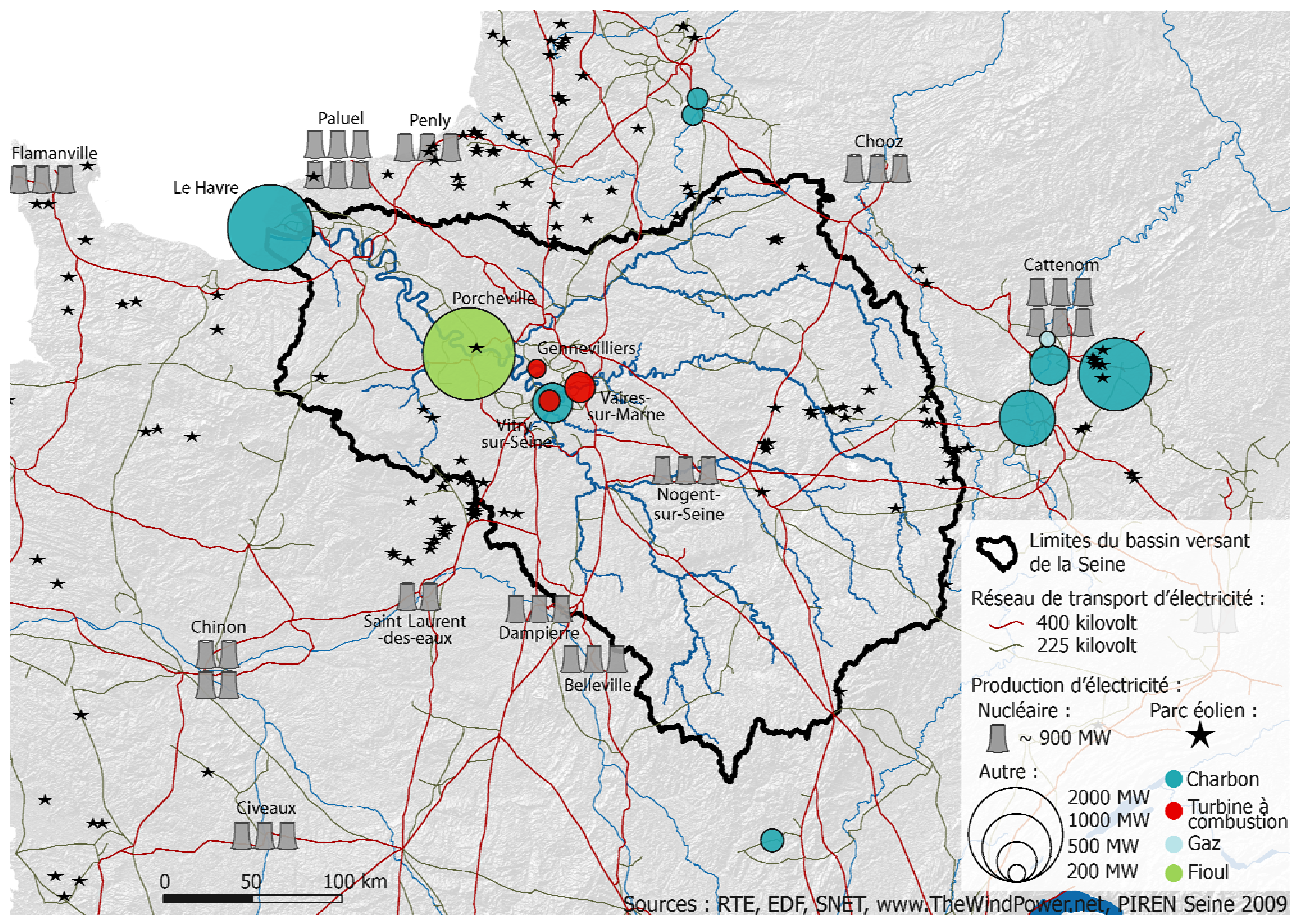 Flamanville
Paluel
Penly
Chooz
Le Havre
Cattenom
Porcheville
Gennevilliers
Vaires-
sur-Marne
Vitry
sur-Seine
Nogent-
sur-Seine
Saint Laurent
-des-eaux
Dampierre
Chinon
Belleville
Civeaux
0 50 100 km
Limites du bassin versant
de la Seine
Réseau de transport d'électricité :
400 kilovolt
225 kilovolt
Production d'électricité :
Nucléaire : Parc éolien :
~ 900 MW
Autre :
2000 MW
1000 MW
500 MW
200 MW
Charbon
Turbine à
combustion
Gaz
Fioul
Sources : RTE, EDF, SNET, www.TheWindPower.net, PIREN Seine 2009